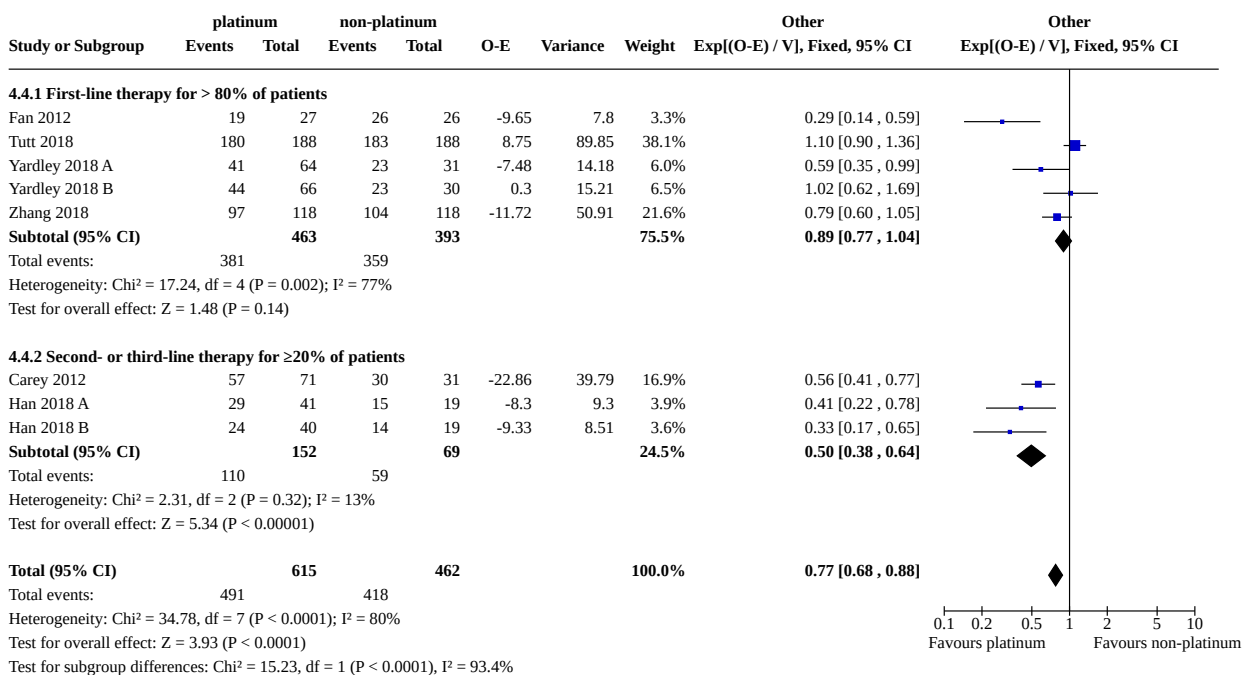 platinum non-platinum Other Other
Study or Subgroup Events Total Events Total O-E Variance Weight Exp[(O-E) / V], Fixed, 95% CI Exp[(O-E) / V], Fixed, 95% CI
4.4.1 First-line therapy for > 80% of patients
Fan 2012 19 27 26 26 -9.65 7.8 3.3% 0.29 [0.14 , 0.59]
Tutt 2018 180 188 183 188 8.75 89.85 38.1% 1.10 [0.90 , 1.36]
Yardley 2018 A 41 64 23 31 -7.48 14.18 6.0% 0.59 [0.35 , 0.99]
Yardley 2018 B 44 66 23 30 0.3 15.21 6.5% 1.02 [0.62 , 1.69]
Zhang 2018 97 118 104 118 -11.72 50.91 21.6% 0.79 [0.60 , 1.05]
Subtotal (95% CI) 463 393 75.5% 0.89 [0.77 , 1.04]
Total events: 381 359
Heterogeneity: Chi² = 17.24, df = 4 (P = 0.002); I² = 77%
Test for overall effect: Z = 1.48 (P = 0.14)
4.4.2 Second- or third-line therapy for ≥20% of patients
Carey 2012 57 71 30 31 -22.86 39.79 16.9% 0.56 [0.41 , 0.77]
Han 2018 A 29 41 15 19 -8.3 9.3 3.9% 0.41 [0.22 , 0.78]
Han 2018 B 24 40 14 19 -9.33 8.51 3.6% 0.33 [0.17 , 0.65]
Subtotal (95% CI) 152 69 24.5% 0.50 [0.38 , 0.64]
Total events: 110 59
Heterogeneity: Chi² = 2.31, df = 2 (P = 0.32); I² = 13%
Test for overall effect: Z = 5.34 (P < 0.00001)
Total (95% CI) 615 462 100.0% 0.77 [0.68 , 0.88]
Total events: 491 418
Heterogeneity: Chi² = 34.78, df = 7 (P < 0.0001); I² = 80%
Test for overall effect: Z = 3.93 (P < 0.0001)
Test for subgroup differences: Chi² = 15.23, df = 1 (P < 0.0001), I² = 93.4%
0.1 0.2 0.5 1 2 5 10
Favours platinum Favours non-platinum